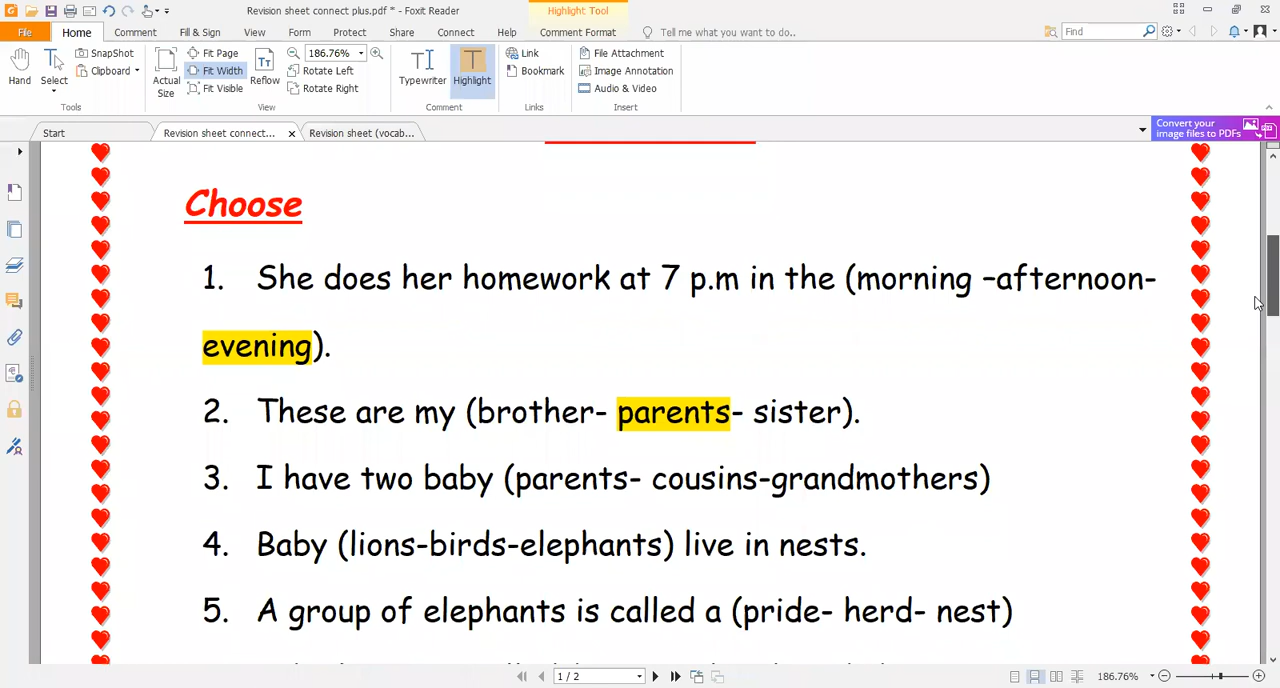 Revision sheet connect plus.pdf * - Foxit Reader
Highlight Tool
File Home Comment Fill & Sign View Form Protect Share Connect Help Comment Format Tell me what you want to do.. Find
Hand Select SnapShot Clipboard
Actual Size Fit Page Fit Width Fit Visible Reflow 186.76% Rotate Left Rotate Right
Typewriter Highlight
Link Bookmark
File Attachment Image Annotation Audio & Video
Tools View Comment Links Insert
Start Revision sheet connect... Revision sheet (vocab...
Convert your image files to PDFs
Choose
1. She does her homework at 7 p.m in the (morning –afternoon-
evening).
2. These are my (brother- parents- sister).
3. I have two baby (parents- cousins-grandmothers)
4. Baby (lions-birds-elephants) live in nests.
5. A group of elephants is called a (pride- herd- nest)
1 / 2 186.76%